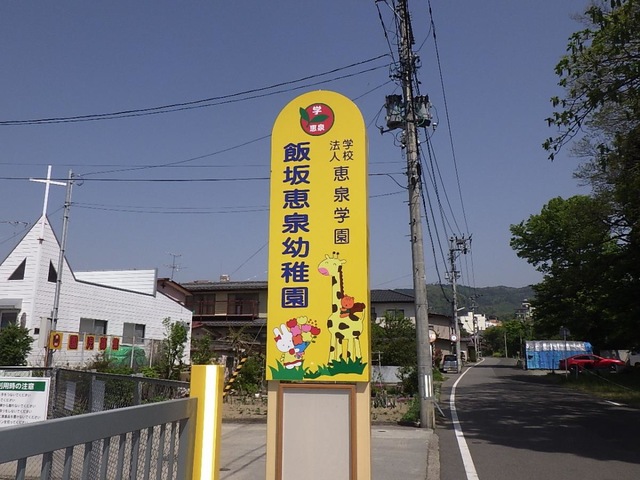 学
恵泉
学校
法人
恵泉学園
飯坂恵泉幼稚園
利用時の注意